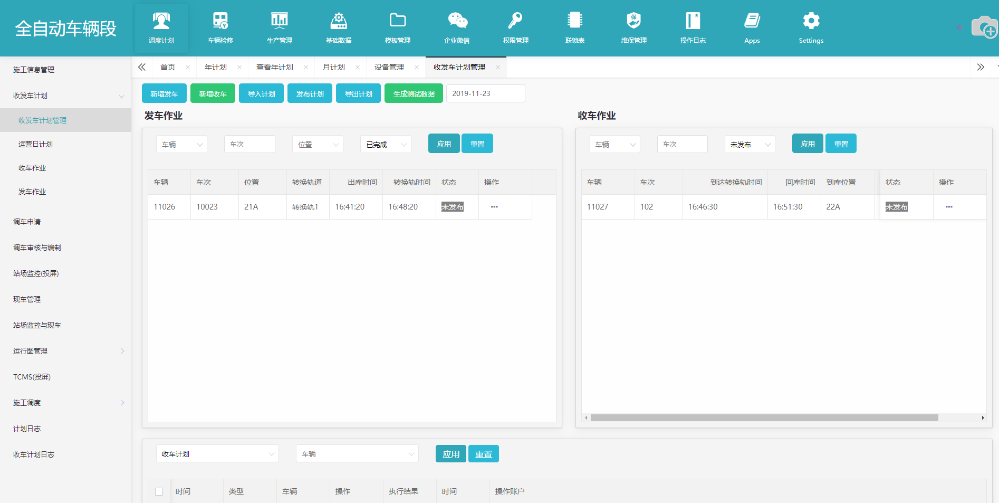 全自动车辆段
调度计划
车辆检修
生产管理
基础数据
模板管理
企业微信
权限管理
联锁表
保
维保管理
操作日志
Apps
Settings
施工信息管理
收发车计划
收发车计划管理
运营日计划
收车作业
发车作业
调车申请
调车审核与编制
站场监控(投屏)
现车管理
站场监控与现车
运行图管理
TCMS(投屏)
施工调度
计划日志
收车计划日志
首页
年计划
查看年计划
月计划
设备管理
收发车计划管理
新增发车
新增收车
导入计划
发布计划
导出计划
生成测试数据
2019-11-23
发车作业
车辆
车次
位置
已完成
应用
重置
车辆 车次 位置 转换轨道 出库时间 转换轨时间 状态 操作
11026 10023 21A 转换轨1 16:41:20 16:48:20 未发布
收车作业
车辆
车次
未发布
应用
重置
车辆 车次 到达转换轨时间 回库时间 到库位置 状态 操作
11027 102 16:46:30 16:51:30 22A 未发布
收车计划
车辆
应用
重置
时间 类型 车辆 操作 执行结果 时间 操作账户